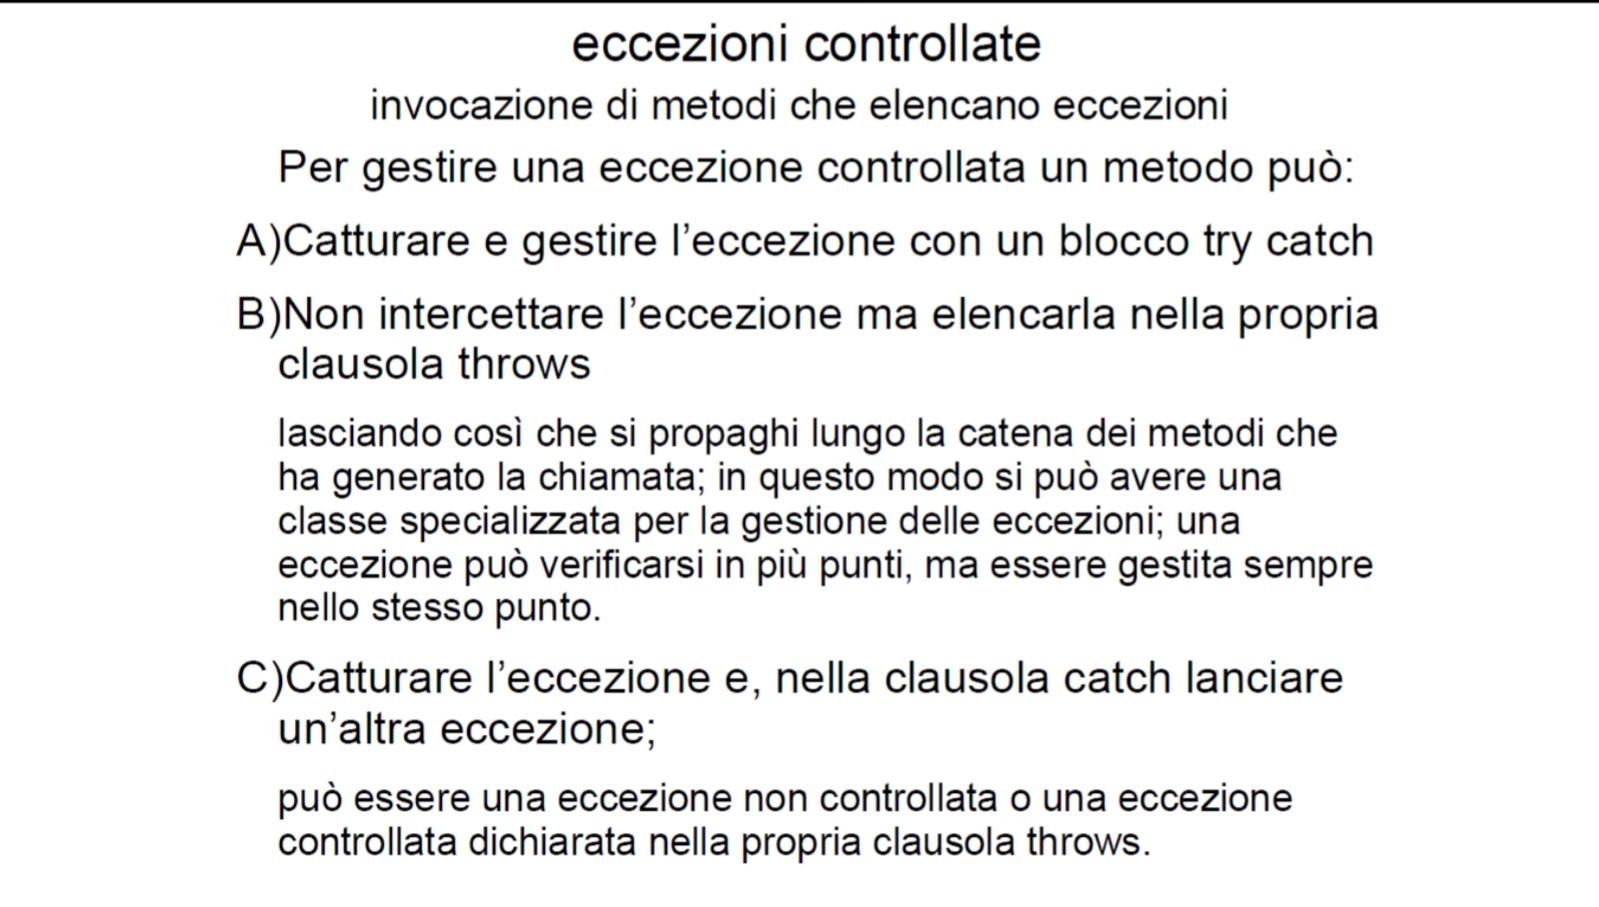 eccezioni controllate
invocazione di metodi che elencano eccezioni
Per gestire una eccezione controllata un metodo può:
A)Catturare e gestire l’eccezione con un blocco try catch
B)Non intercettare l’eccezione ma elencarla nella propria
clausola throws
lasciando così che si propaghi lungo la catena dei metodi che
ha generato la chiamata; in questo modo si può avere una
classe specializzata per la gestione delle eccezioni; una
eccezione può verificarsi in più punti, ma essere gestita sempre
nello stesso punto.
C)Catturare l’eccezione e, nella clausola catch lanciare
un’altra eccezione;
può essere una eccezione non controllata o una eccezione
controllata dichiarata nella propria clausola throws.